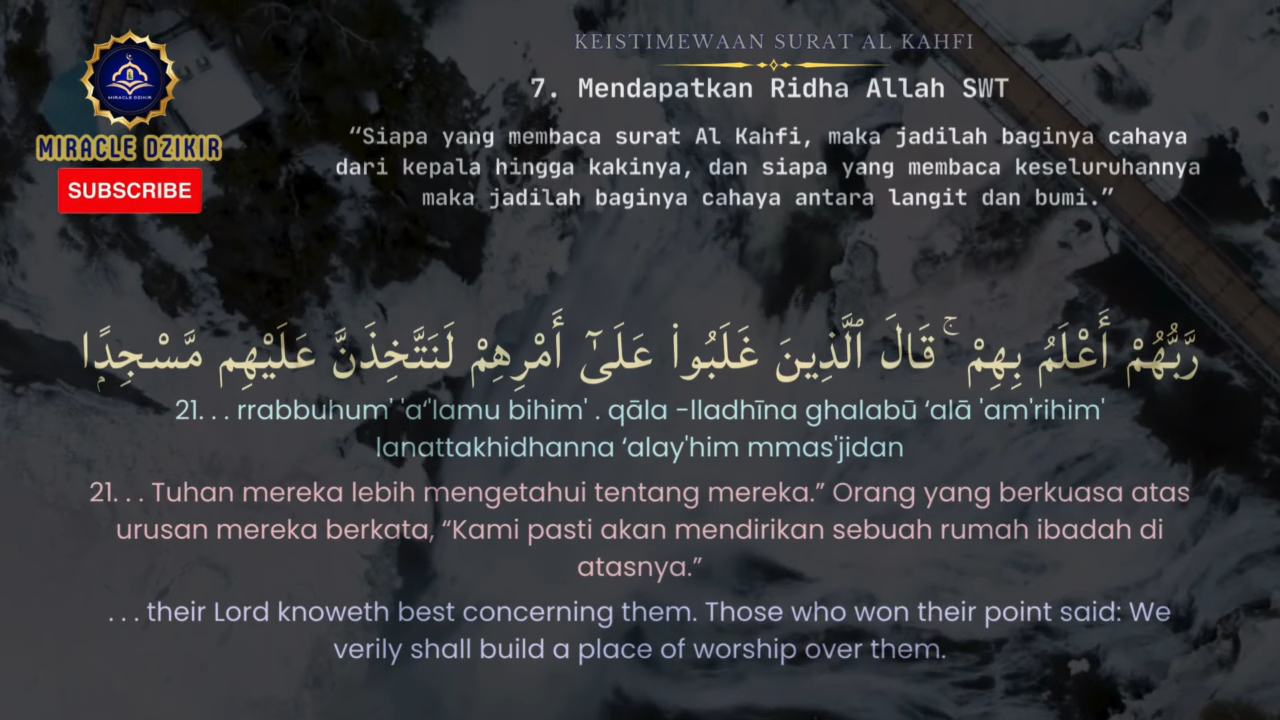 MIRACLE DZIKIR
MIRACLE DZIKIR
SUBSCRIBE
KEISTIMEWAAN SURAT AL KAHFI
7. Mendapatkan Ridha Allah SWT
“Siapa yang membaca surat Al Kahfi, maka jadilah baginya cahaya
dari kepala hingga kakinya, dan siapa yang membaca keseluruhannya
maka jadilah baginya cahaya antara langit dan bumi.”
رَّبُّهُمْ أَعْلَمُ بِهِمْ ۚ قَالَ ٱلَّذِينَ غَلَبُوا۟ عَلَىٰٓ أَمْرِهِمْ لَنَتَّخِذَنَّ عَلَيْهِم مَّسْجِدًۭا
21. . . rrabbuhum' 'a‘'lamu bihim' . qāla -lladhīna ghalabū ‘alā 'am'rihim'
lanattakhidhanna ‘alay'him mmas'jidan
21. . . Tuhan mereka lebih mengetahui tentang mereka.” Orang yang berkuasa atas
urusan mereka berkata, “Kami pasti akan mendirikan sebuah rumah ibadah di
atasnya.”
. . . their Lord knoweth best concerning them. Those who won their point said: We
verily shall build a place of worship over them.